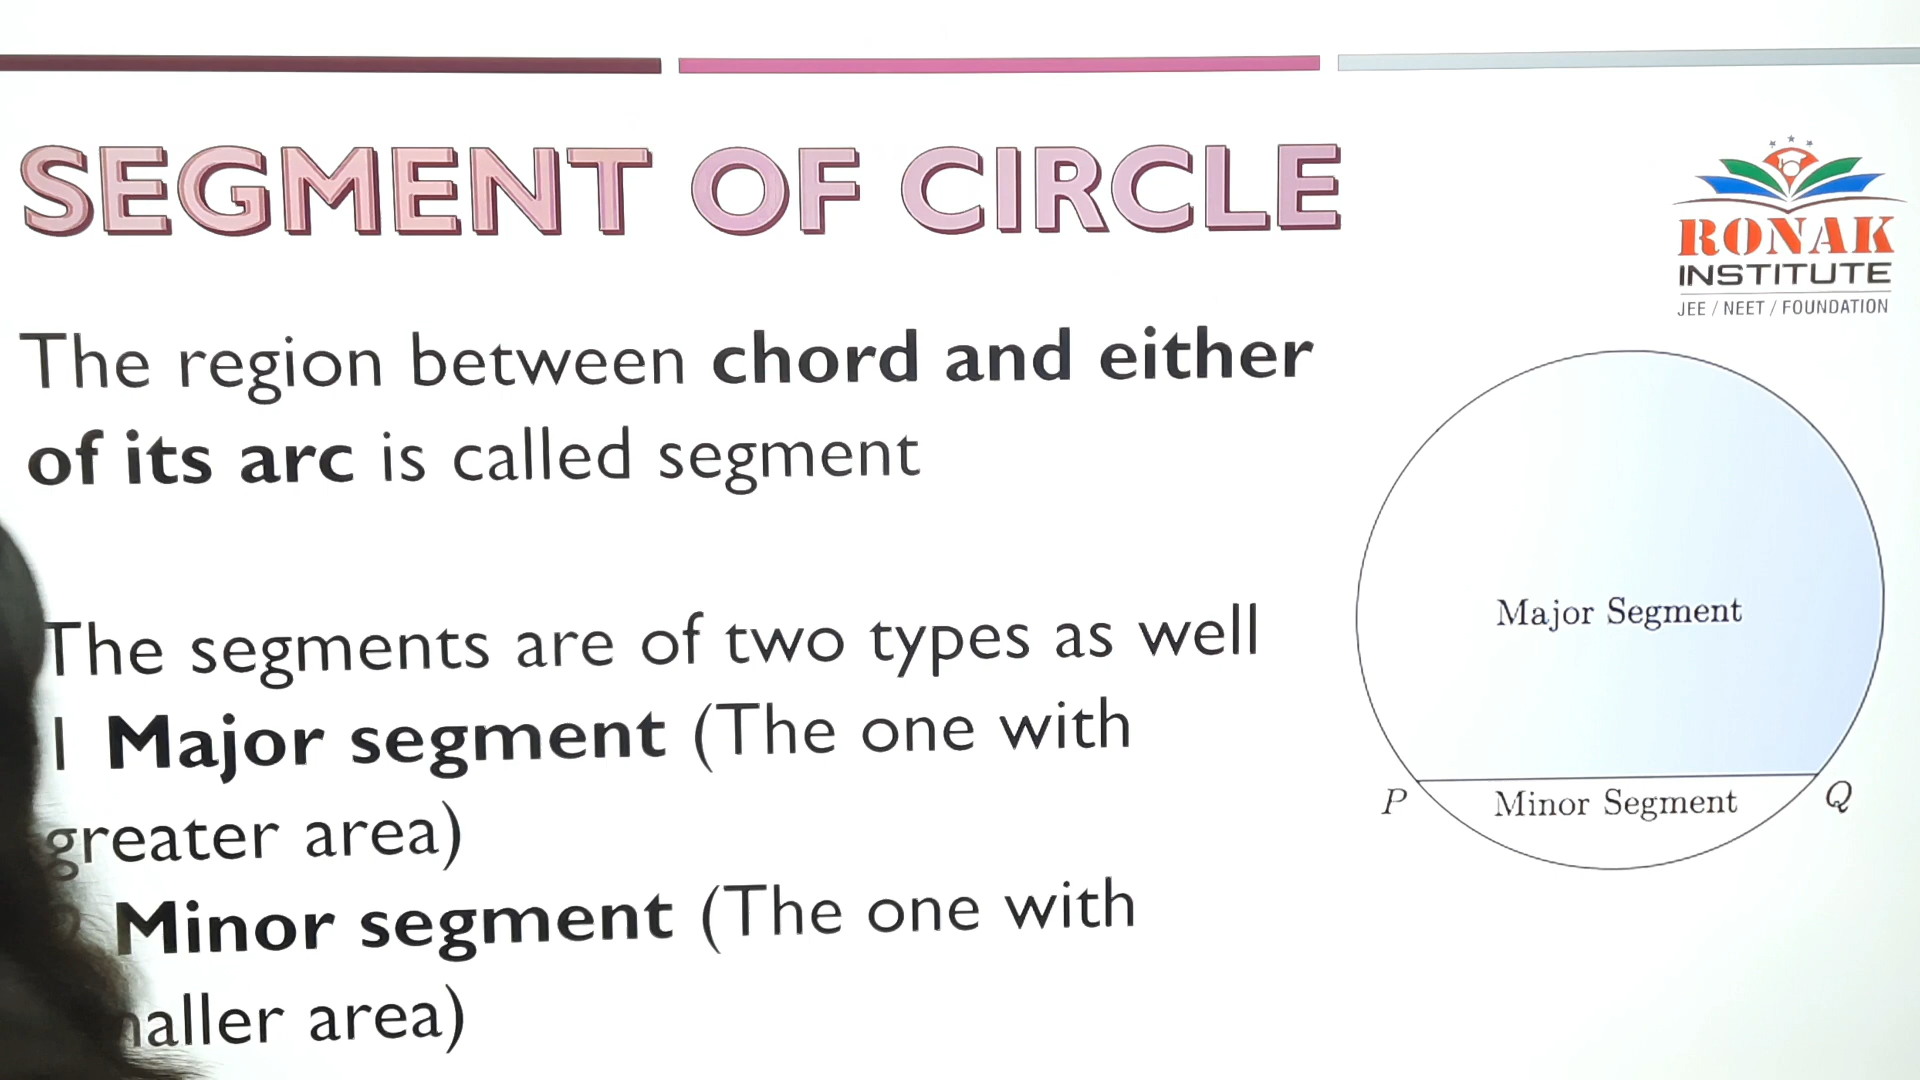 SEGMENT OF CIRCLE
RONAK
INSTITUTE
JEE / NEET / FOUNDATION
The region between chord and either
of its arc is called segment
The segments are of two types as well
1 Major segment (The one with
greater area)
Minor segment (The one with
area)
Major Segment
P
Minor Segment
Q